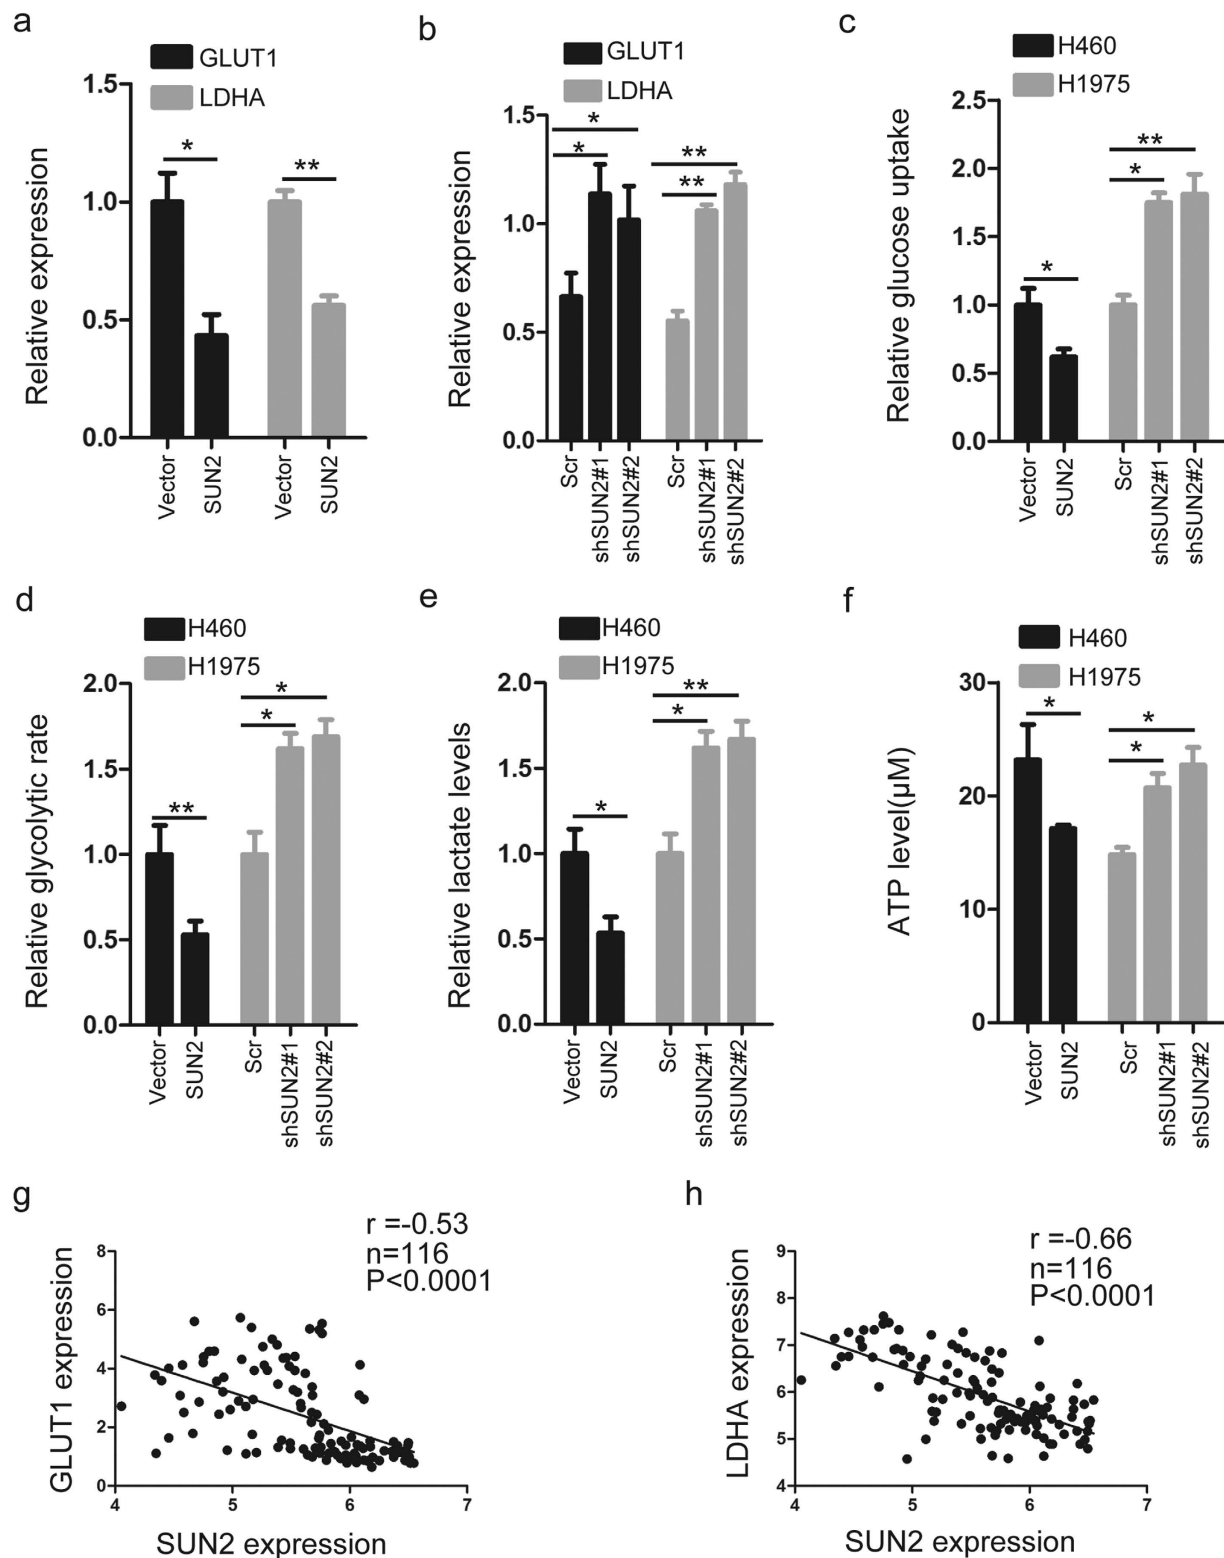 a
GLUT1
LDHA
Relative expression
1.5
1.0
0.5
0.0
*
**
Vector
SUN2
Vector
SUN2
b
GLUT1
LDHA
Relative expression
1.5
1.0
0.5
0.0
*
*
**
**
Scr
shSUN2#1
shSUN2#2
Scr
shSUN2#1
shSUN2#2
c
H460
H1975
Relative glucose uptake
2.5
2.0
1.5
1.0
0.5
0.0
*
**
*
Vector
SUN2
Scr
shSUN2#1
shSUN2#2
d
H460
H1975
Relative glycolytic rate
2.0
1.5
1.0
0.5
0.0
**
*
*
Vector
SUN2
Scr
shSUN2#1
shSUN2#2
e
H460
H1975
Relative lactate levels
2.0
1.5
1.0
0.5
0.0
*
**
*
Vector
SUN2
Scr
shSUN2#1
shSUN2#2
f
H460
H1975
ATP level(µM)
30
20
10
0
*
*
*
Vector
SUN2
Scr
shSUN2#1
shSUN2#2
g
r =-0.53
n=116
P<0.0001
GLUT1 expression
8
6
4
2
0
4 5 6 7
SUN2 expression
h
r =-0.66
n=116
P<0.0001
LDHA expression
9
8
7
6
5
4
4 5 6 7
SUN2 expression